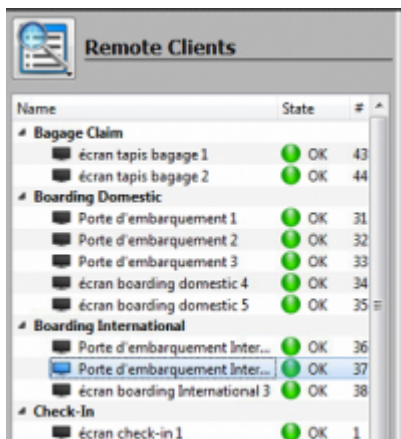 Remote Clients
Name State #
Bagage Claim
écran tapis bagage 1 OK 43
écran tapis bagage 2 OK 44
Boarding Domestic
Porte d'embarquement 1 OK 31
Porte d'embarquement 2 OK 32
Porte d'embarquement 3 OK 33
écran boarding domestic 4 OK 34
écran boarding domestic 5 OK 35
Boarding International
Porte d'embarquement Inter... OK 36
Porte d'embarquement Inter... OK 37
écran boarding International 3 OK 38
Check-In
écran check-in 1 OK 1